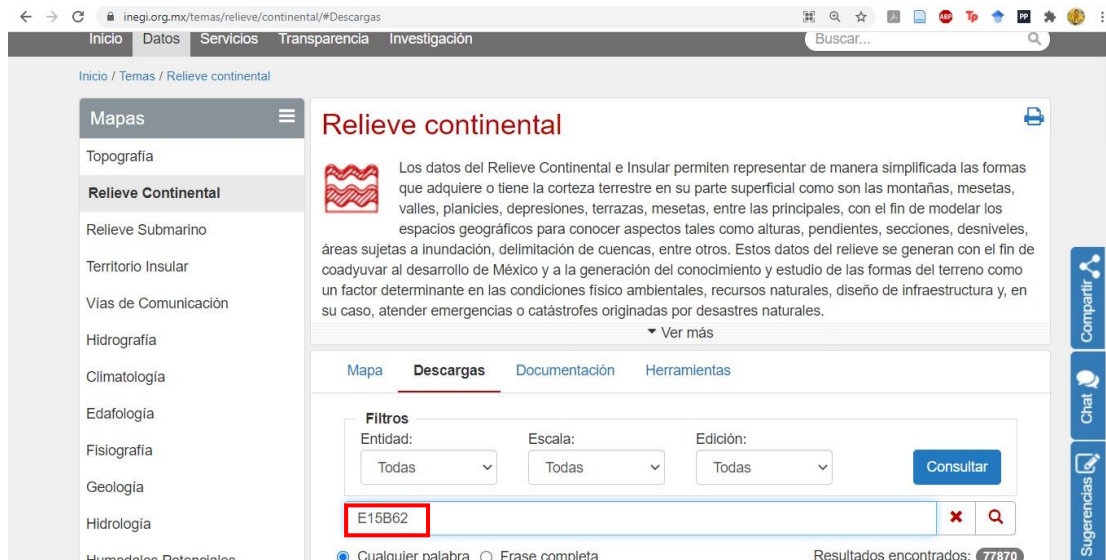 inegi.org.mx/temas/relieve/continental/#Descargas
ABP
Tp
PP
Inicio Datos Servicios Transparencia Investigación Buscar...
Inicio / Temas / Relieve continental
Mapas
Topografía
Relieve Continental
Relieve Submarino
Territorio Insular
Vías de Comunicación
Hidrografía
Climatología
Edafología
Fisiografía
Geología
Hidrología
Humedales Potenciales
Relieve continental
Los datos del Relieve Continental e Insular permiten representar de manera simplificada las formas
que adquiere o tiene la corteza terrestre en su parte superficial como son las montañas, mesetas,
valles, planicies, depresiones, terrazas, mesetas, entre las principales, con el fin de modelar los
espacios geográficos para conocer aspectos tales como alturas, pendientes, secciones, desniveles,
áreas sujetas a inundación, delimitación de cuencas, entre otros. Estos datos del relieve se generan con el fin de
coadyuvar al desarrollo de México y a la generación del conocimiento y estudio de las formas del terreno como
un factor determinante en las condiciones físico ambientales, recursos naturales, diseño de infraestructura y, en
su caso, atender emergencias o catástrofes originadas por desastres naturales.
Ver más
Mapa Descargas Documentación Herramientas
Filtros
Entidad: Escala: Edición:
Todas Todas Todas Consultar
E15B62
Cualquier palabra Frase completa Resultados encontrados: 77870
Compartir
Chat
Sugerencias